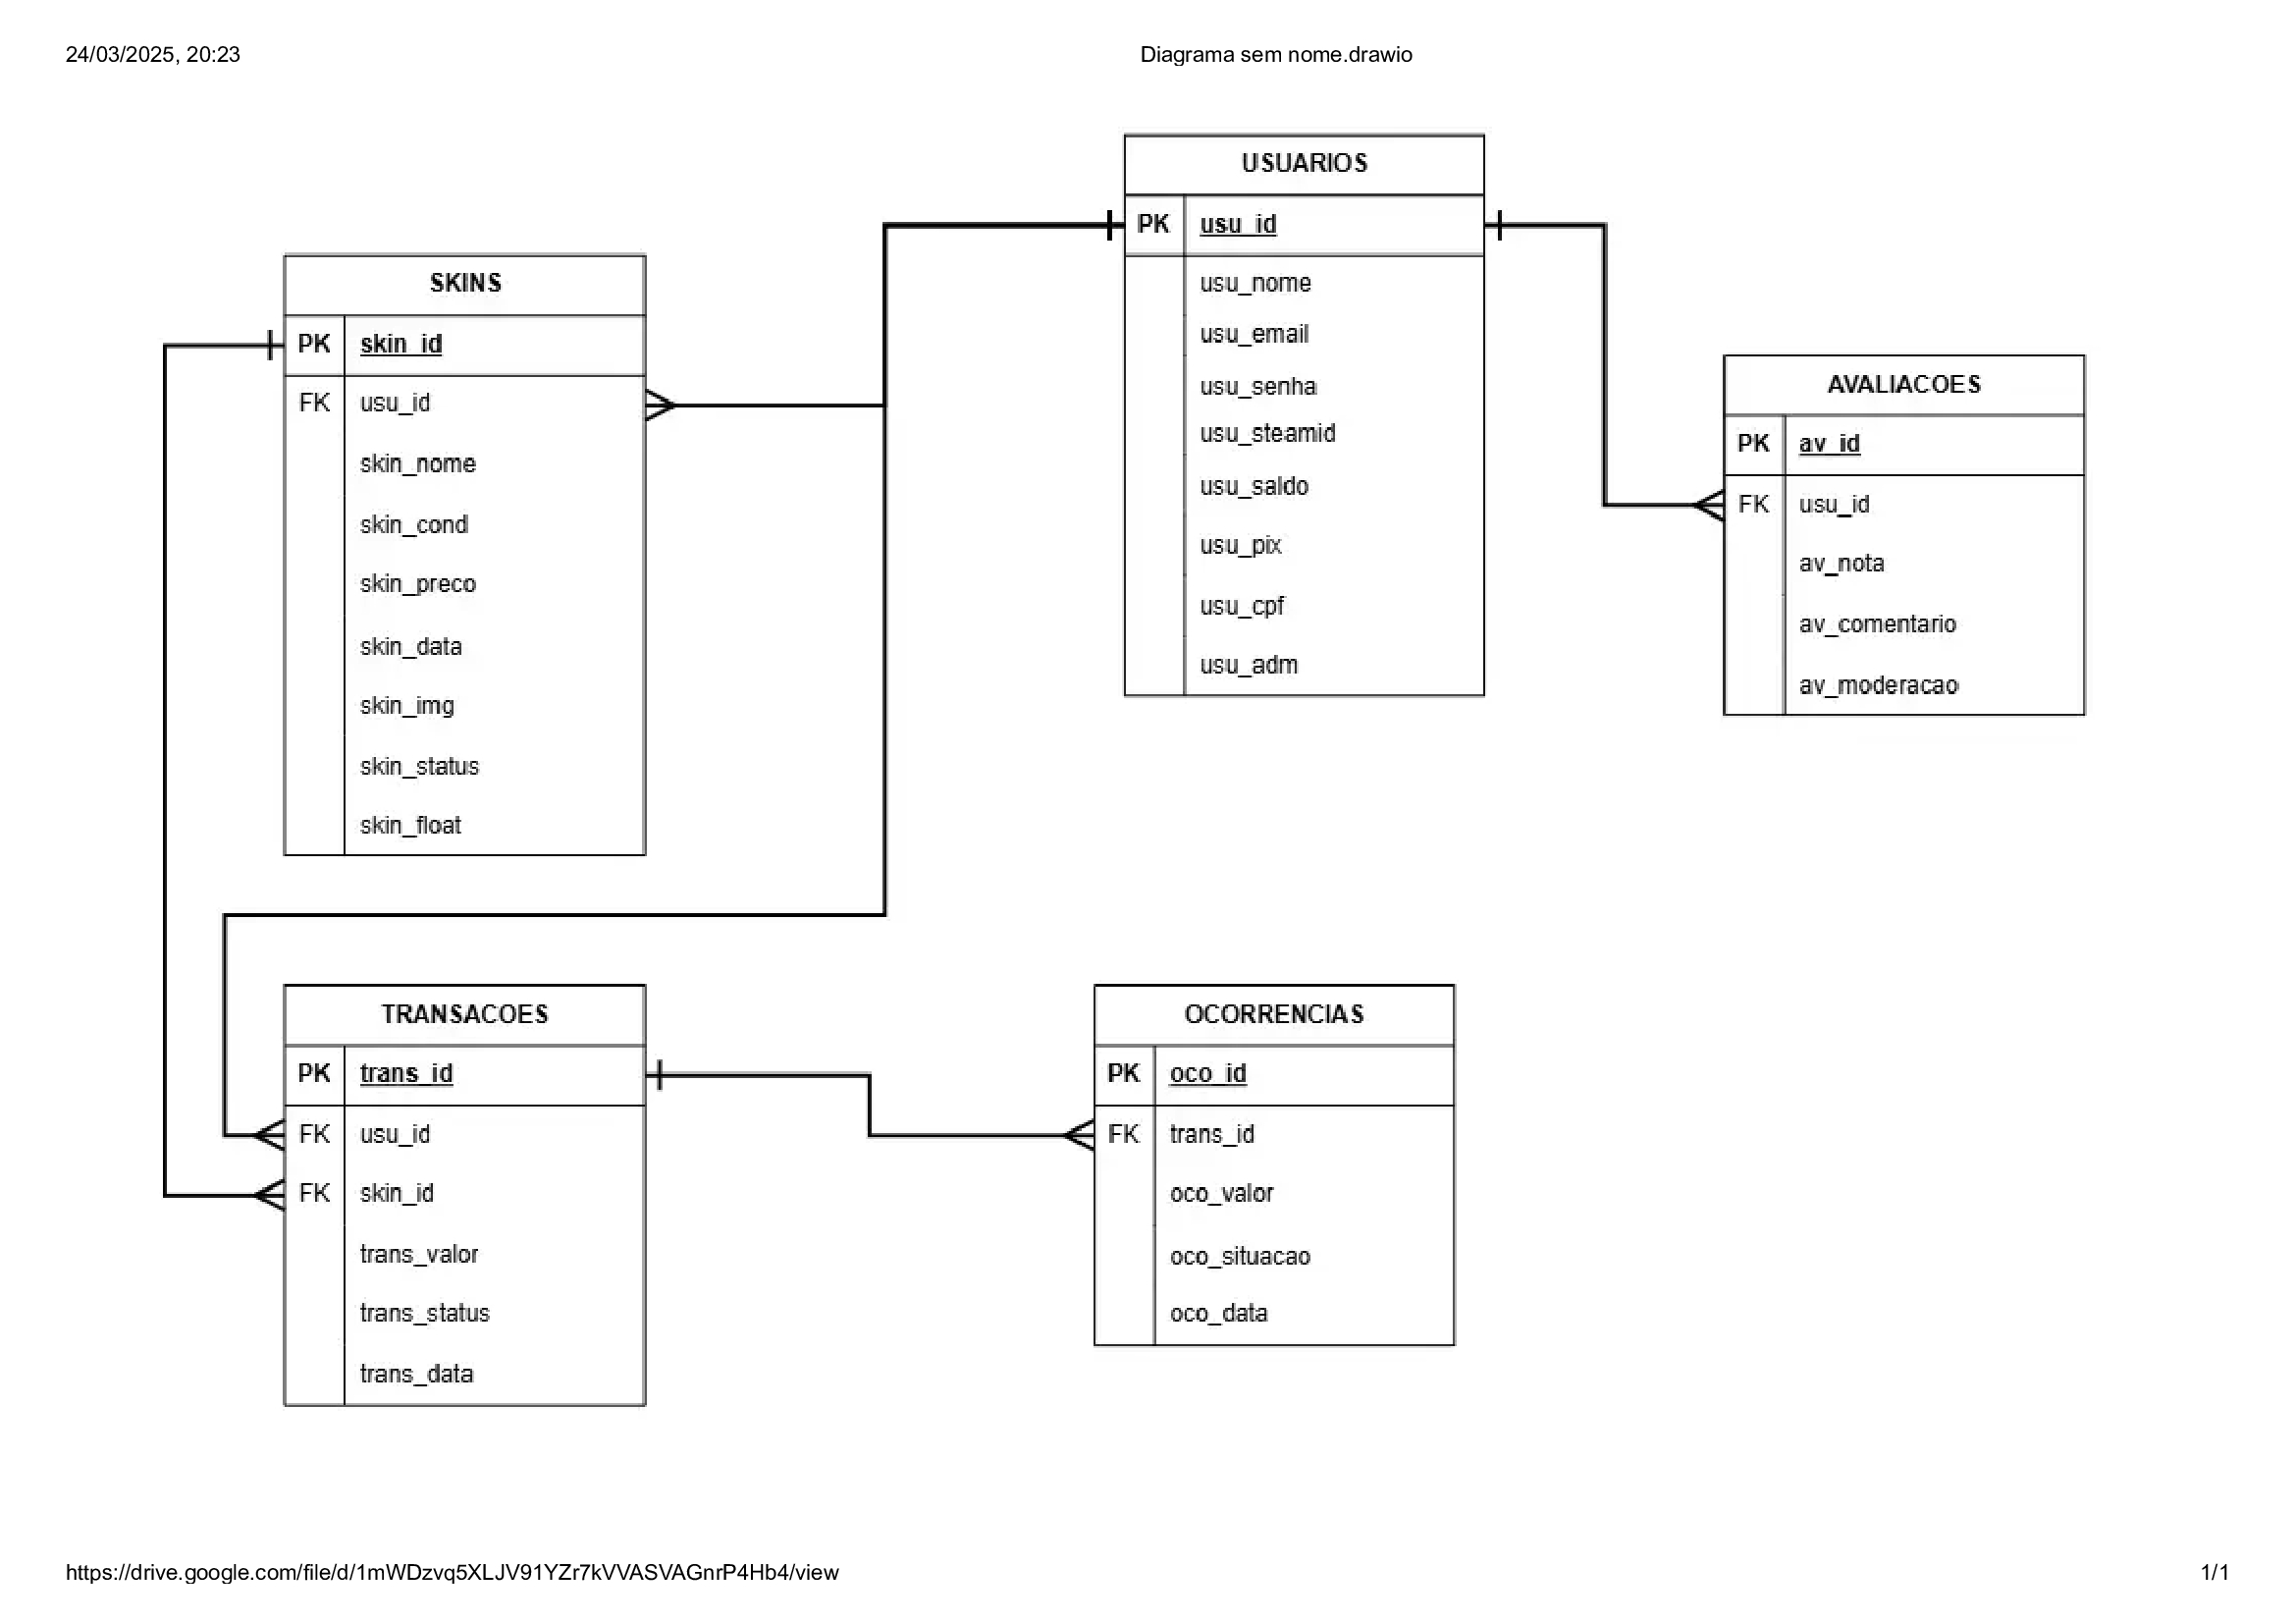 24/03/2025, 20:23
Diagrama sem nome.drawio
USUARIOS
PK usu_id
usu_nome
usu_email
usu_senha
usu_steamid
usu_saldo
usu_pix
usu_cpf
usu_adm
SKINS
PK skin_id
FK usu_id
skin_nome
skin_cond
skin_preco
skin_data
skin_img
skin_status
skin_float
AVALIACOES
PK av_id
FK usu_id
av_nota
av_comentario
av_moderacao
TRANSACOES
PK trans_id
FK usu_id
FK skin_id
trans_valor
trans_status
trans_data
OCORRENCIAS
PK oco_id
FK trans_id
oco_valor
oco_situacao
oco_data
https://drive.google.com/file/d/1mWDzvq5XLJV91YZr7kVVASVAGnrP4Hb4/view
1/1